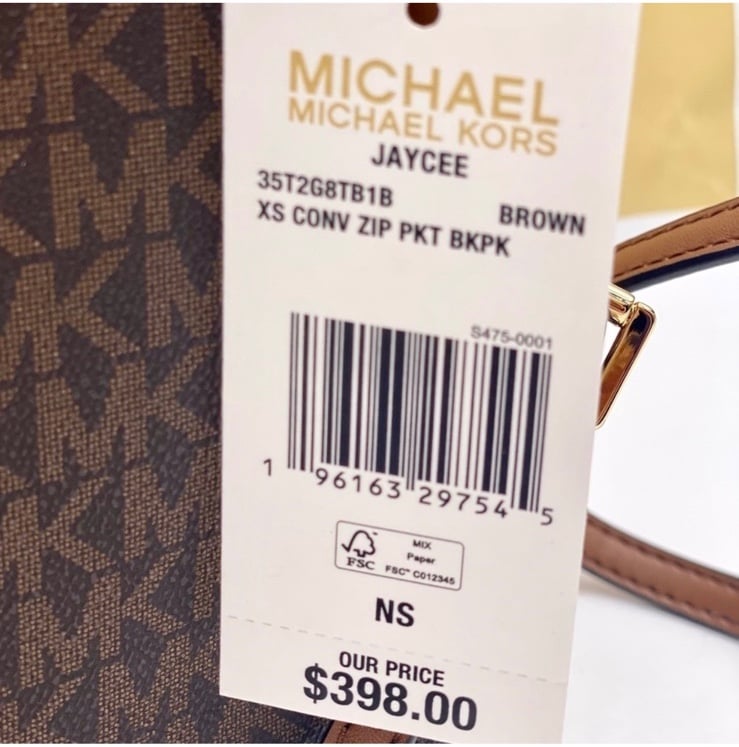 MICHAEL
MICHAEL KORS
JAYCEE
35T2G8TB1B BROWN
XS CONV ZIP PKT BKPK
S475-0001
1 96163 29754 5
FSC
MIX
Paper
FSC™ C012345
NS
OUR PRICE
$398.00